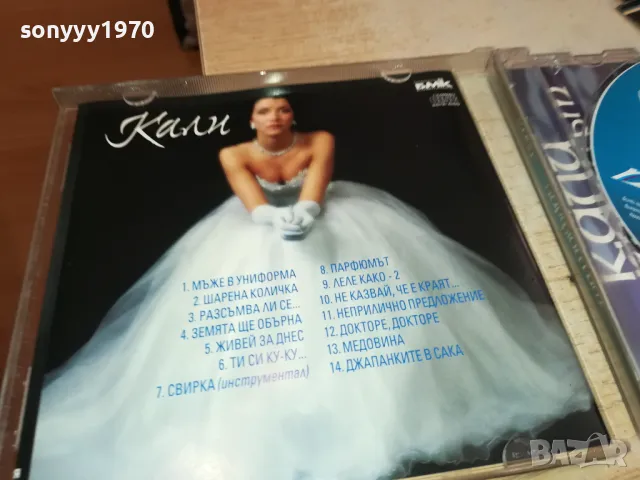 sonyyy1970
Кали
БМК
1. МЪЖЕ В УНИФОРМА
2. ШАРЕНА КОЛИЧКА
3. РАЗСЪМВА ЛИ СЕ...
4. ЗЕМЯТА ЩЕ ОБЪРНА
5. ЖИВЕЙ ЗА ДНЕС
6. ТИ СИ КУ-КУ...
7. СВИРКА (инструментал)
8. ПАРФЮМЪТ
9. ЛЕЛЕ КАКО - 2
10. НЕ КАЗВАЙ, ЧЕ Е КРАЯТ...
11. НЕПРИЛИЧНО ПРЕДЛОЖЕНИЕ
12. ДОКТОРЕ, ДОКТОРЕ
13. МЕДОВИНА
14. ДЖАПАНКИТЕ В САКА
кали
BAZAR